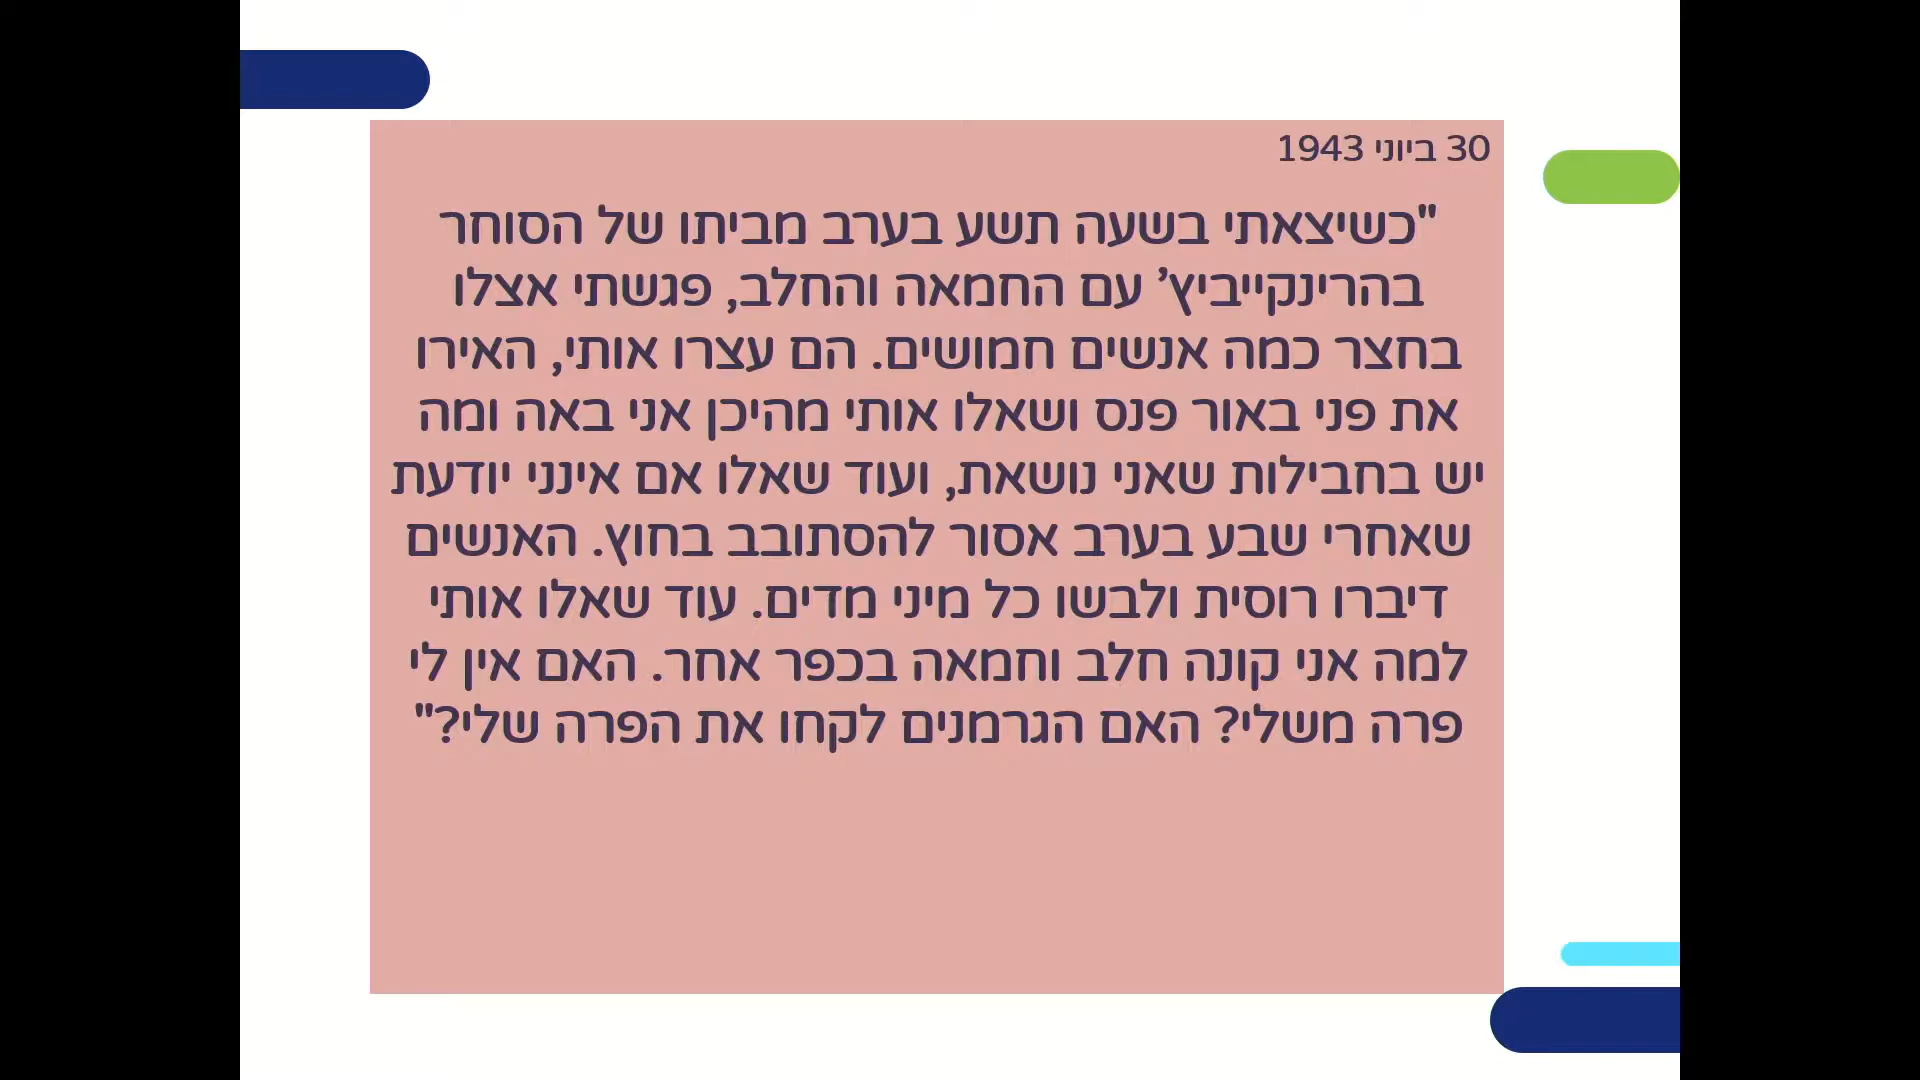 30 ביוני 1943
"כשיצאתי בשעה תשע בערב מביתו של הסוחר
בהרינקייביץ’ עם החמאה והחלב, פגשתי אצלו
בחצר כמה אנשים חמושים. הם עצרו אותי, האירו
את פני באור פנס ושאלו אותי מהיכן אני באה ומה
יש בחבילות שאני נושאת, ועוד שאלו אם אינני יודעת
שאחרי שבע בערב אסור להסתובב בחוץ. האנשים
דיברו רוסית ולבשו כל מיני מדים. עוד שאלו אותי
למה אני קונה חלב וחמאה בכפר אחר. האם אין לי
פרה משלי? האם הגרמנים לקחו את הפרה שלי?"